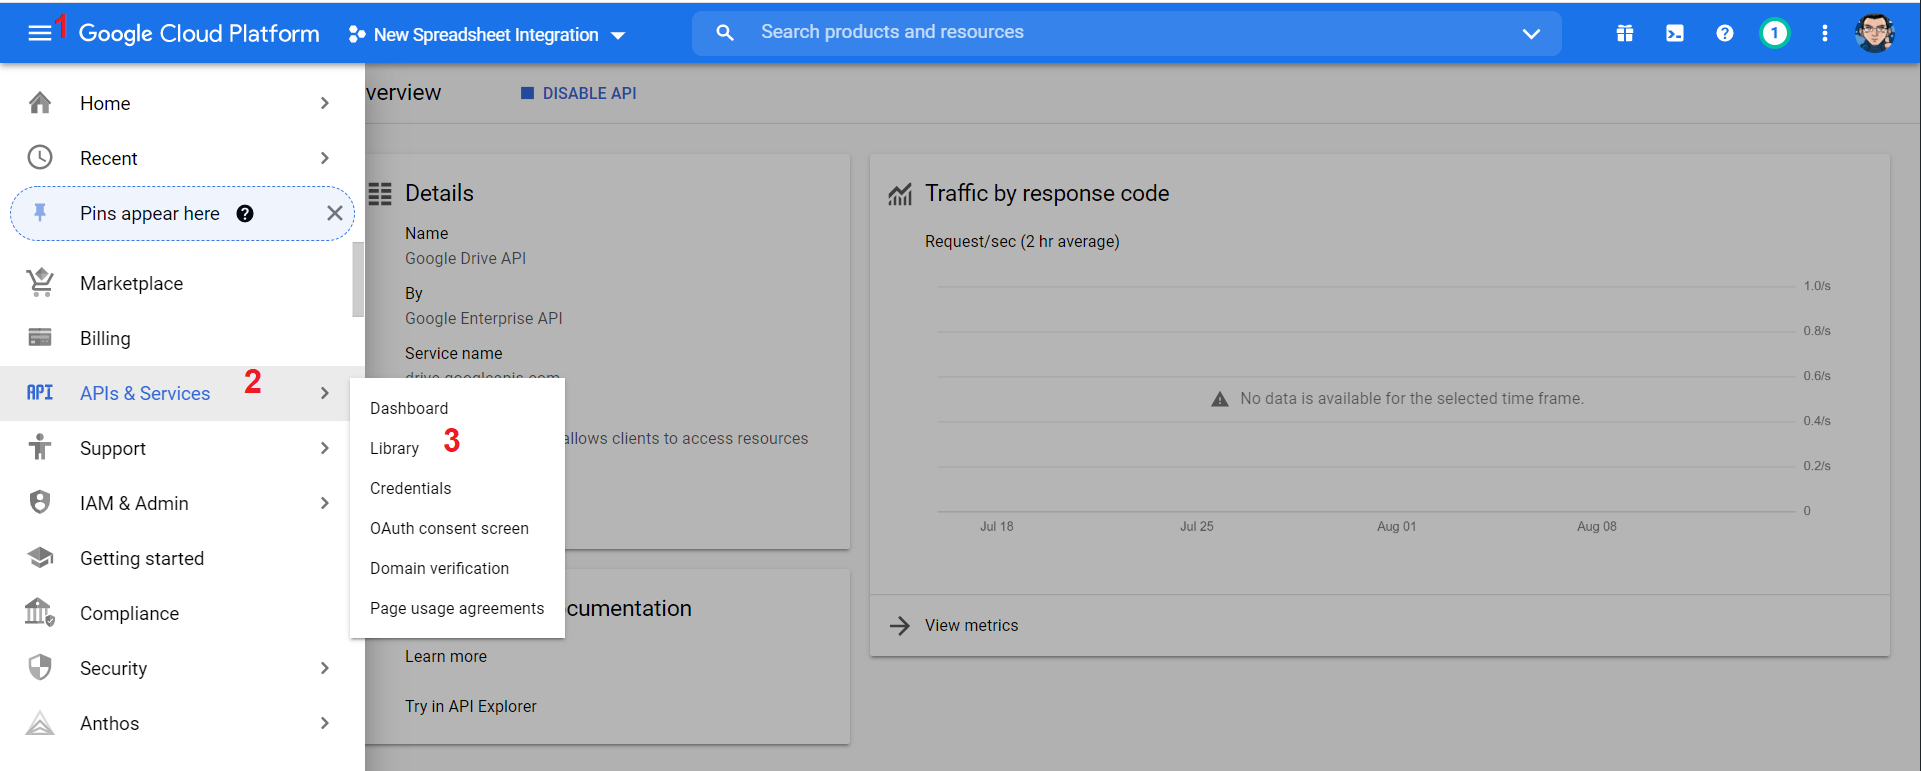 1 Google Cloud Platform New Spreadsheet Integration Search products and resources 1
Home
Recent
Pins appear here
Marketplace
Billing
API APIs & Services 2
Support
IAM & Admin
Getting started
Compliance
Security
Anthos
Dashboard
Library 3
Credentials
OAuth consent screen
Domain verification
Page usage agreements
verview DISABLE API
Details
Name
Google Drive API
By
Google Enterprise API
Service name
drive.googleapis.com
allows clients to access resources
cumentation
Learn more
Try in API Explorer
Traffic by response code
Request/sec (2 hr average)
1.0/s
0.8/s
0.6/s
No data is available for the selected time frame.
0.4/s
0.2/s
0
Jul 18 Jul 25 Aug 01 Aug 08
View metrics